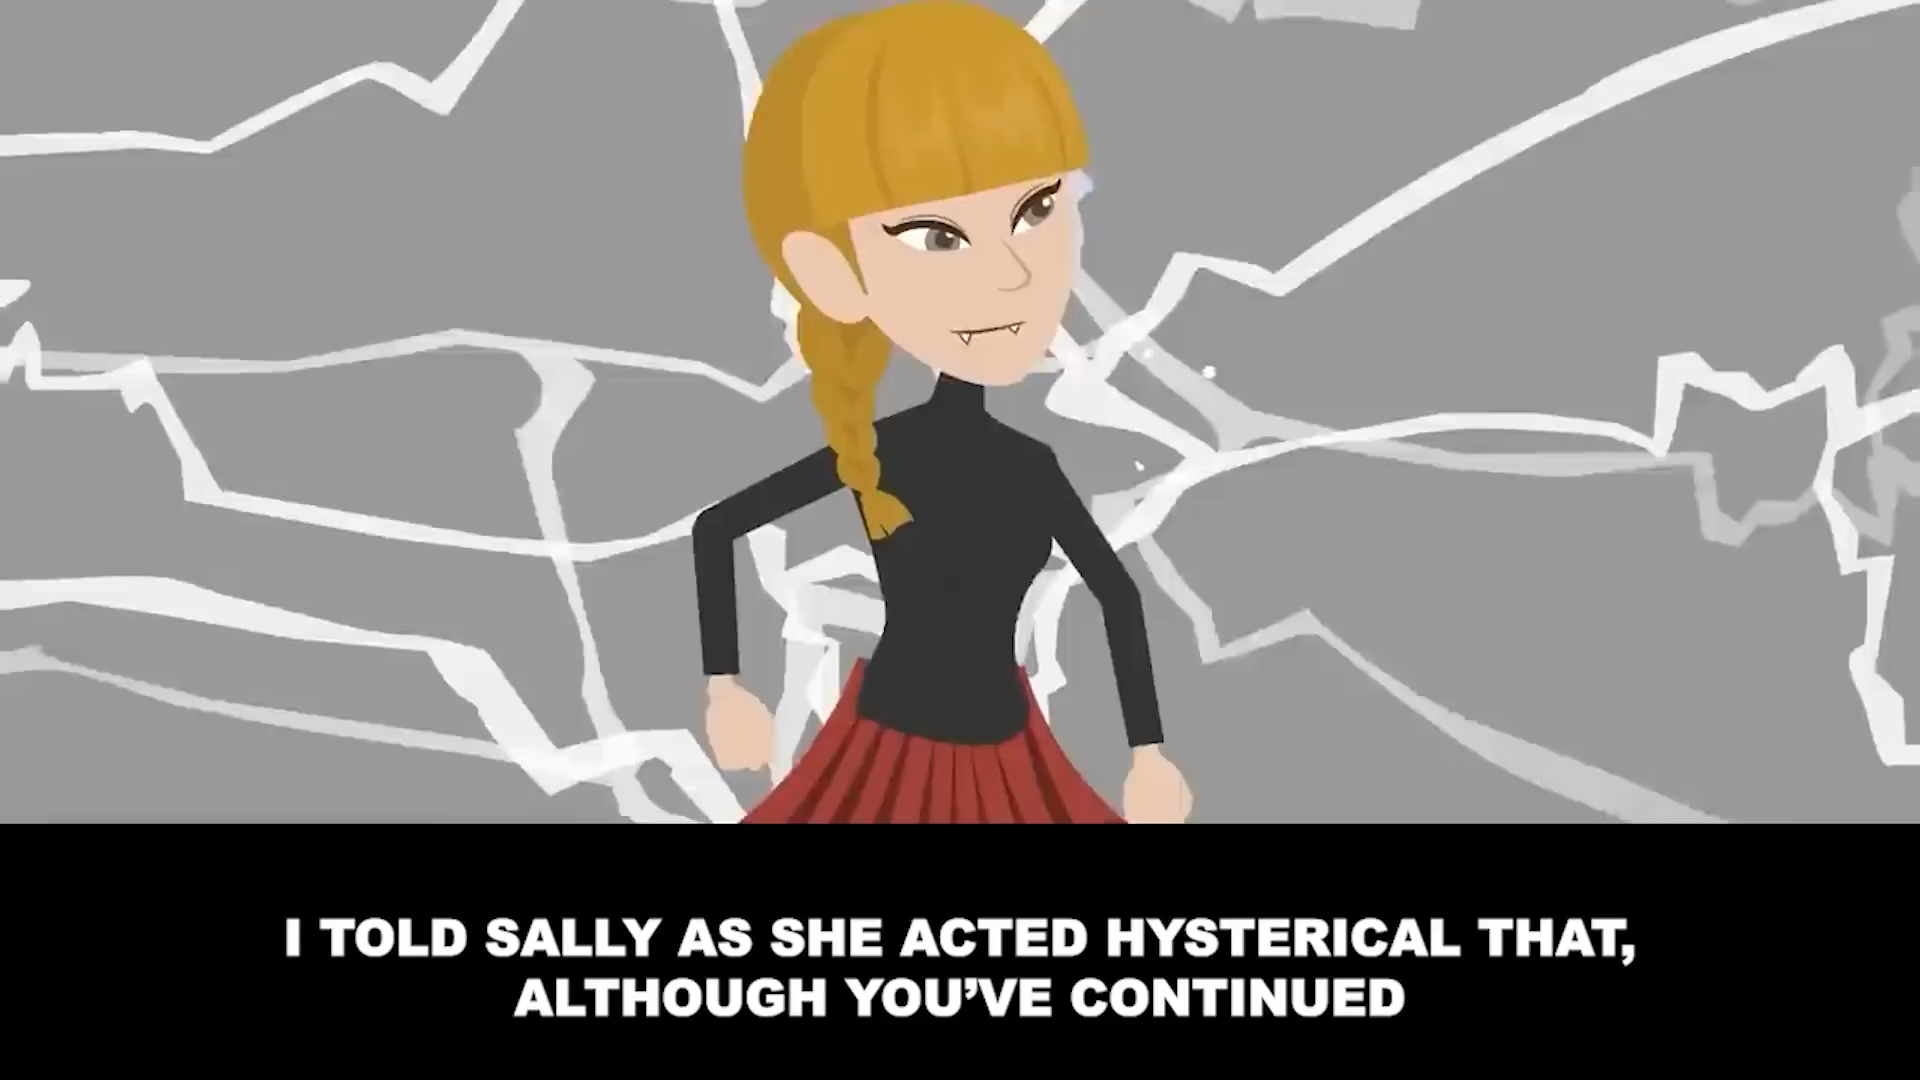 I TOLD SALLY AS SHE ACTED HYSTERICAL THAT,
ALTHOUGH YOU’VE CONTINUED